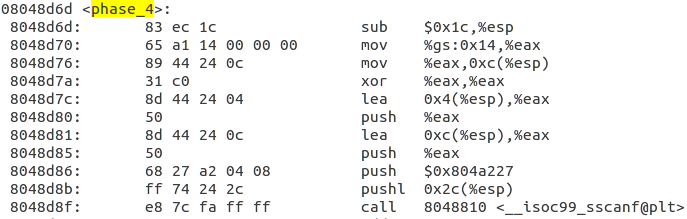 08048d6d <phase_4>:
8048d6d: 83 ec 1c sub $0x1c,%esp
8048d70: 65 a1 14 00 00 00 mov %gs:0x14,%eax
8048d76: 89 44 24 0c mov %eax,0xc(%esp)
8048d7a: 31 c0 xor %eax,%eax
8048d7c: 8d 44 24 04 lea 0x4(%esp),%eax
8048d80: 50 push %eax
8048d81: 8d 44 24 0c lea 0xc(%esp),%eax
8048d85: 50 push %eax
8048d86: 68 27 a2 04 08 push $0x804a227
8048d8b: ff 74 24 2c pushl 0x2c(%esp)
8048d8f: e8 7c fa ff ff call 8048810 <__isoc99_sscanf@plt>